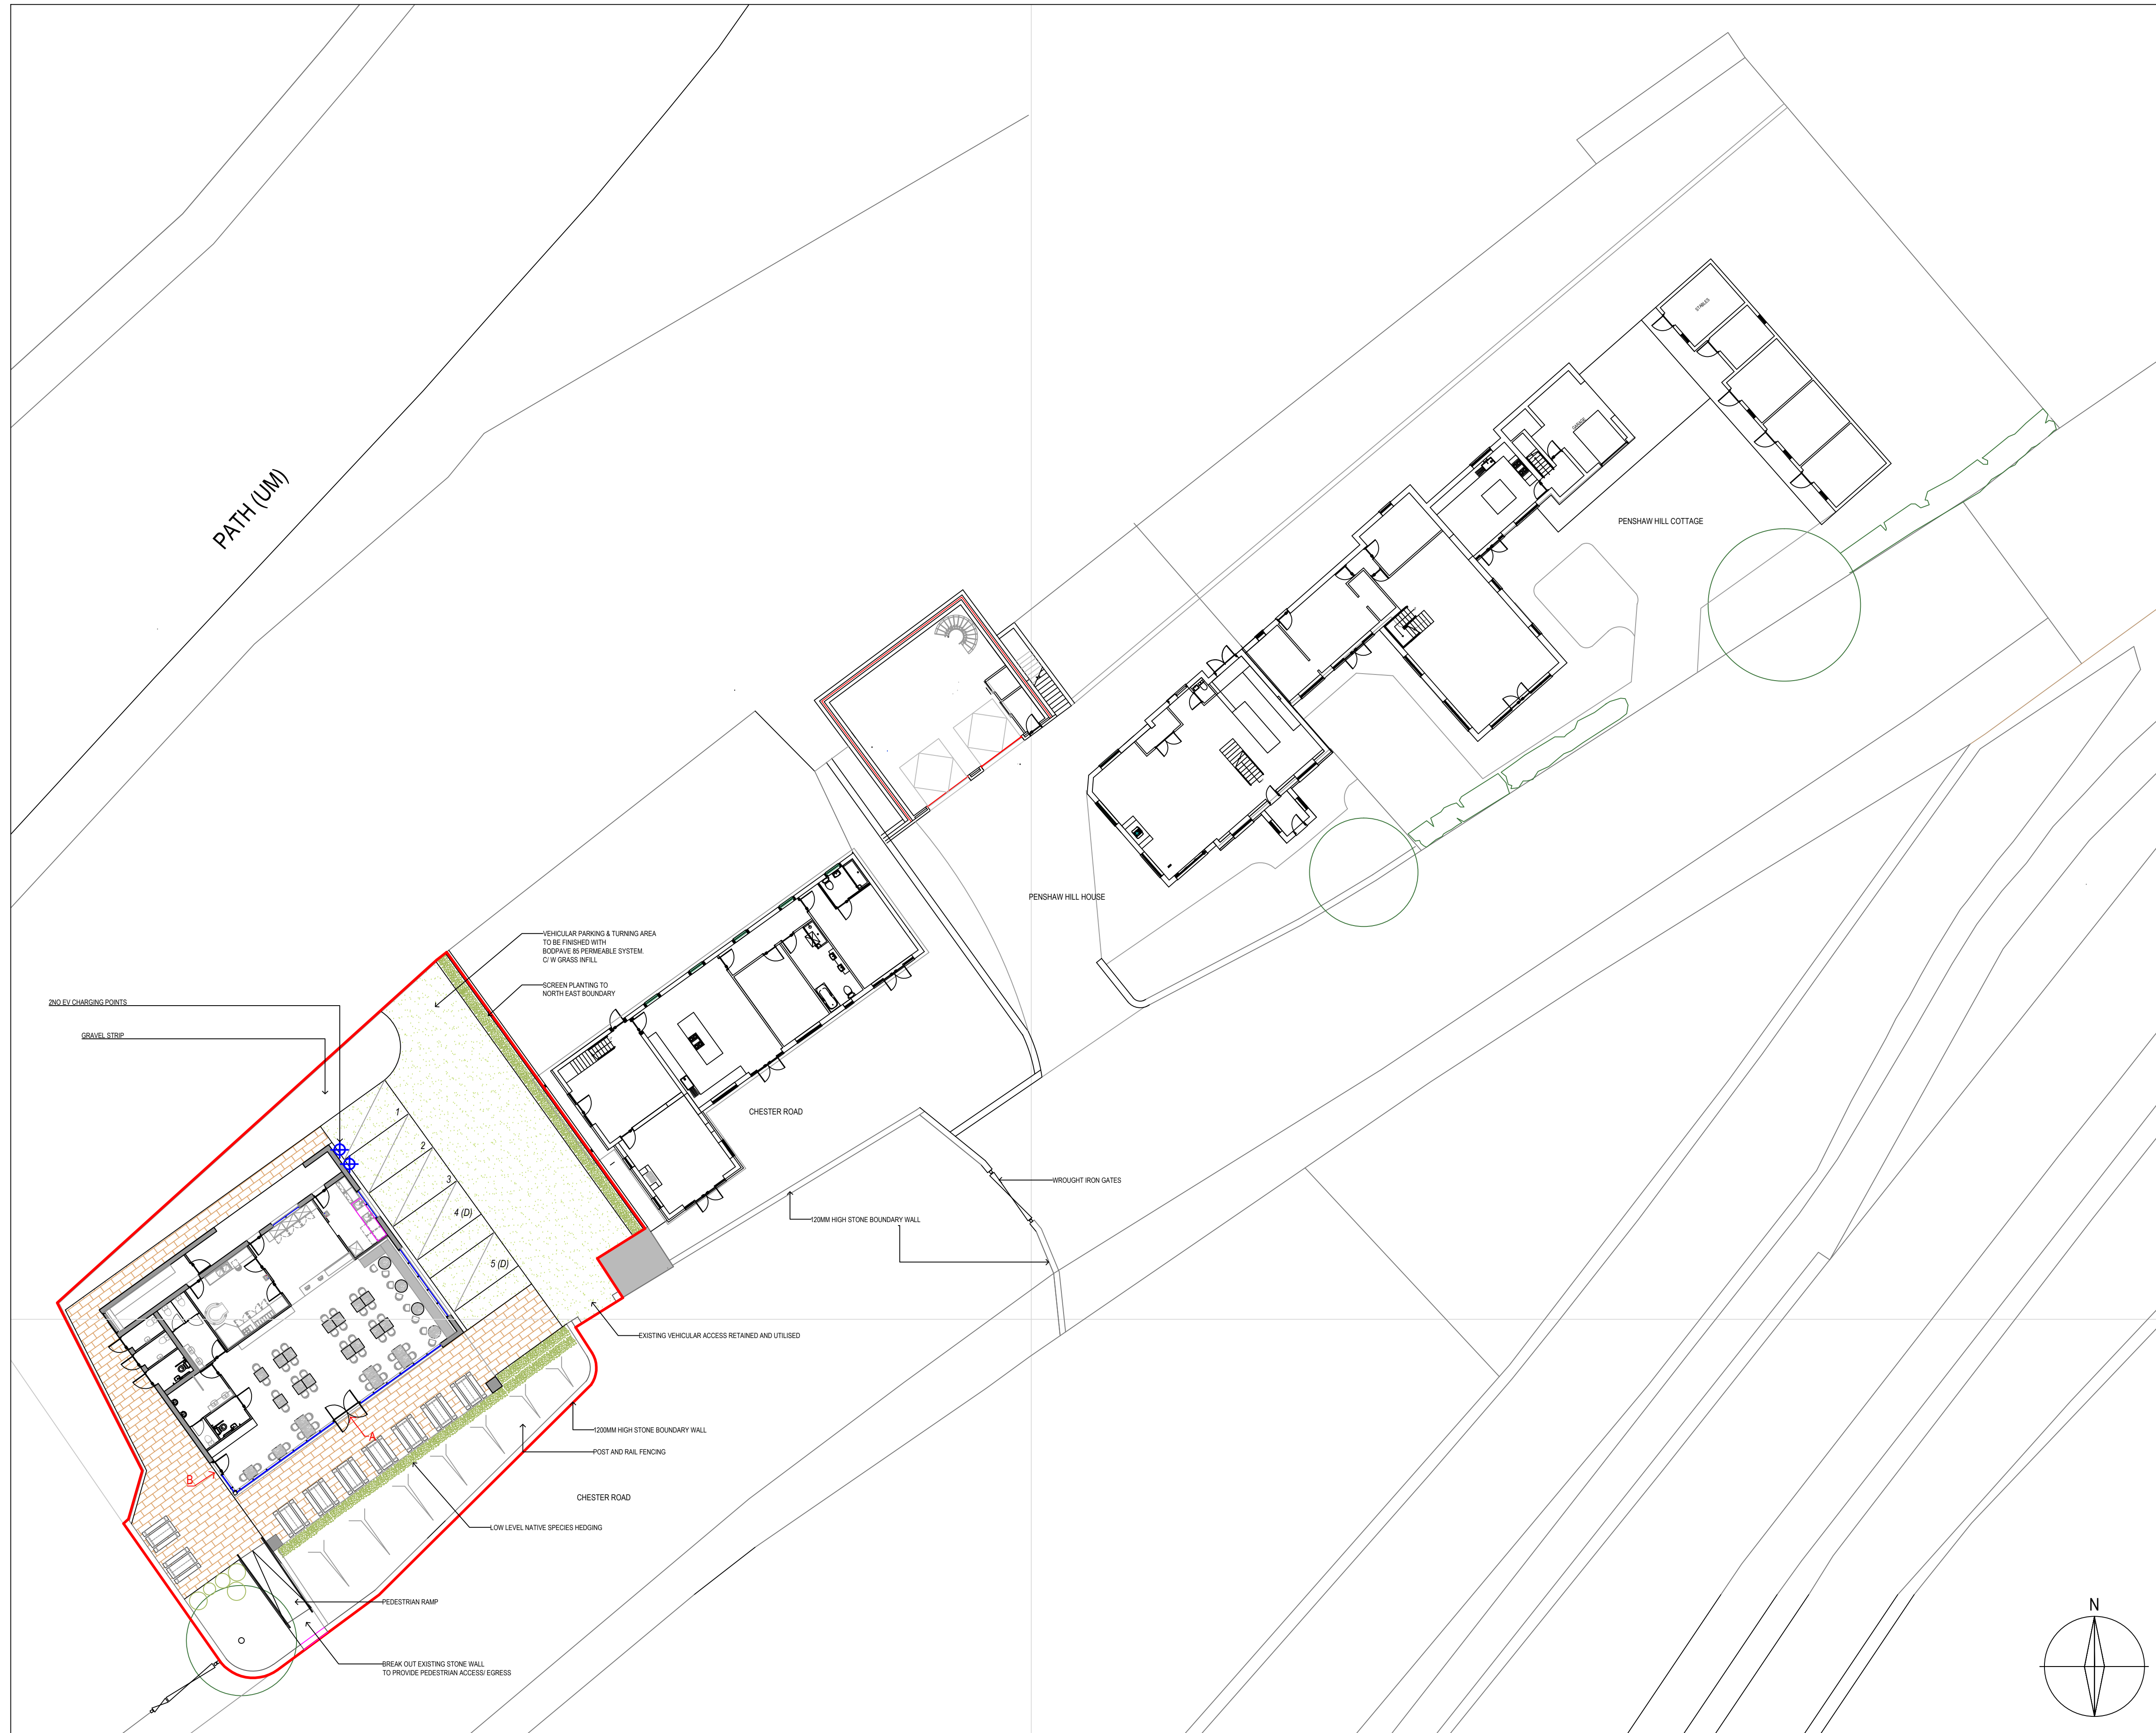 PATH (UM)
STABLES
GARAGE
PENSHAW HILL COTTAGE
PENSHAW HILL HOUSE
VEHICULAR PARKING & TURNING AREA
TO BE FINISHED WITH
BODPAVE 85 PERMEABLE SYSTEM.
C/ W GRASS INFILL
SCREEN PLANTING TO
NORTH EAST BOUNDARY
2NO EV CHARGING POINTS
GRAVEL STRIP
1
2
3
4 (D)
5 (D)
CHESTER ROAD
WROUGHT IRON GATES
120MM HIGH STONE BOUNDARY WALL
EXISTING VEHICULAR ACCESS RETAINED AND UTILISED
1200MM HIGH STONE BOUNDARY WALL
POST AND RAIL FENCING
A
B
CHESTER ROAD
LOW LEVEL NATIVE SPECIES HEDGING
PEDESTRIAN RAMP
BREAK OUT EXISTING STONE WALL
TO PROVIDE PEDESTRIAN ACCESS/ EGRESS
N